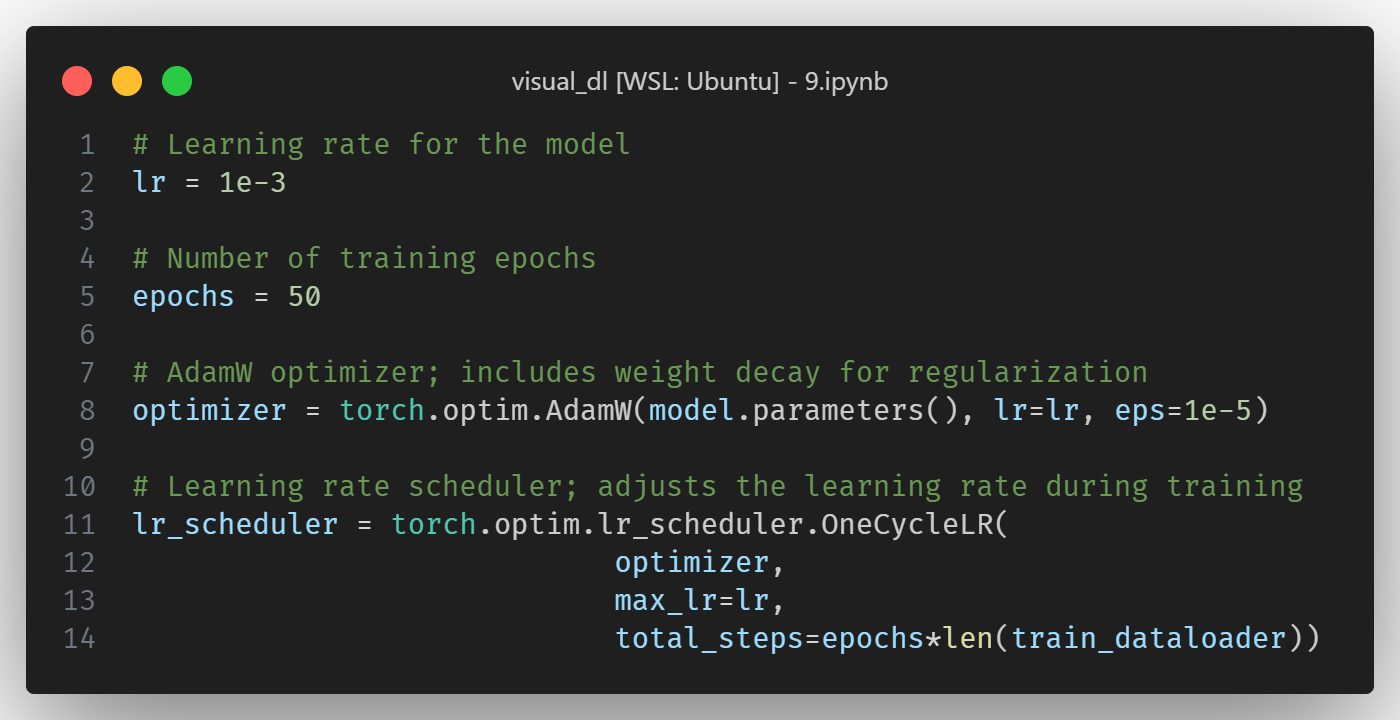 visual_dl [WSL: Ubuntu] - 9.ipynb
1 # Learning rate for the model
2 lr = 1e-3
3
4 # Number of training epochs
5 epochs = 50
6
7 # AdamW optimizer; includes weight decay for regularization
8 optimizer = torch.optim.AdamW(model.parameters(), lr=lr, eps=1e-5)
9
10 # Learning rate scheduler; adjusts the learning rate during training
11 lr_scheduler = torch.optim.lr_scheduler.OneCycleLR(
12                             optimizer,
13                             max_lr=lr,
14                             total_steps=epochs*len(train_dataloader))